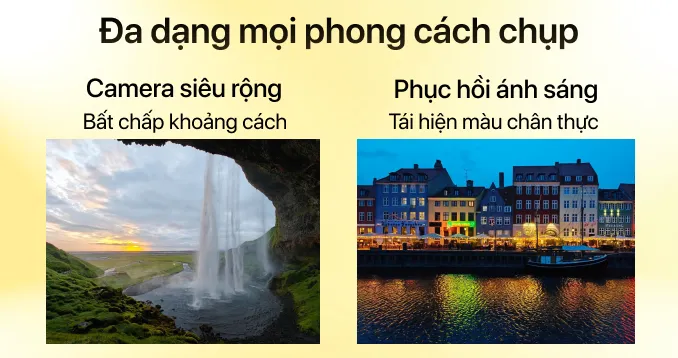 Đa dạng mọi phong cách chụp
Camera siêu rộng
Bất chấp khoảng cách
Phục hồi ánh sáng
Tái hiện màu chân thực